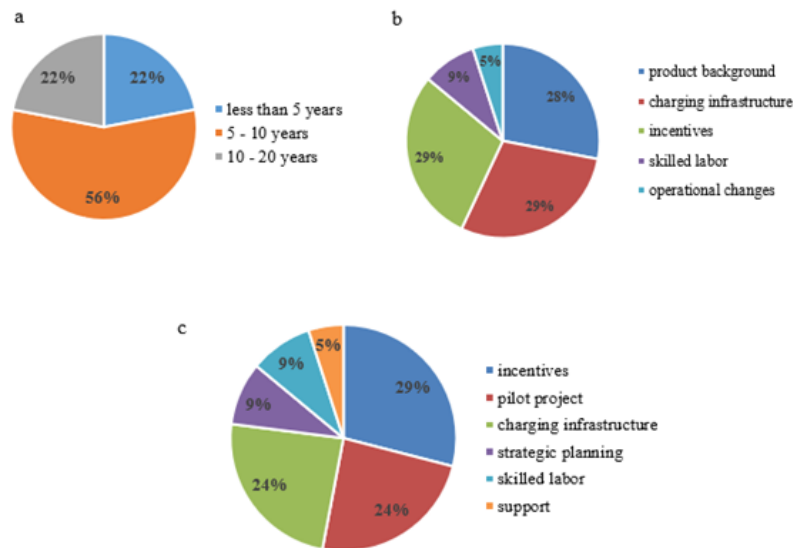 a
22%
22%
56%
less than 5 years
5 - 10 years
10 - 20 years
b
5%
9%
28%
29%
29%
product background
charging infrastructure
incentives
skilled labor
operational changes
c
5%
9%
29%
9%
24%
24%
incentives
pilot project
charging infrastructure
strategic planning
skilled labor
support